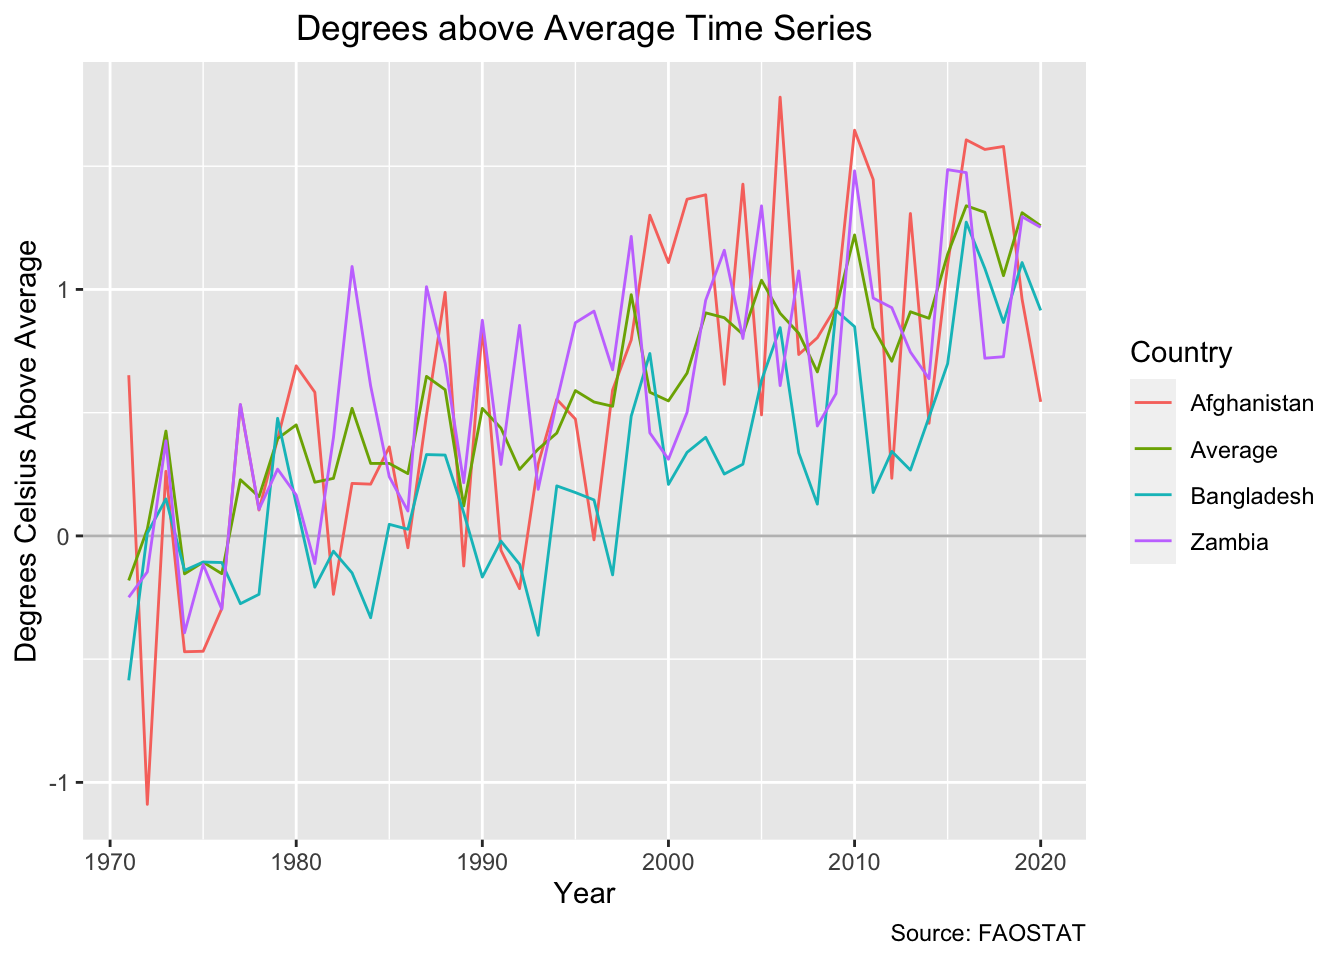 Degrees above Average Time Series
Degrees Celsius Above Average
1
0
-1
1970 1980 1990 2000 2010 2020
Year
Country
Afghanistan
Average
Bangladesh
Zambia
Source: FAOSTAT